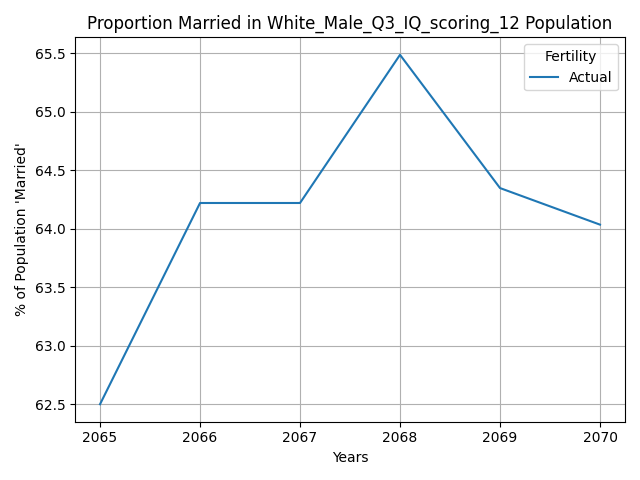 Proportion Married in White_Male_Q3_IQ_scoring_12 Population
Fertility
Actual
% of Population 'Married'
65.5
65.0
64.5
64.0
63.5
63.0
62.5
2065 2066 2067 2068 2069 2070
Years